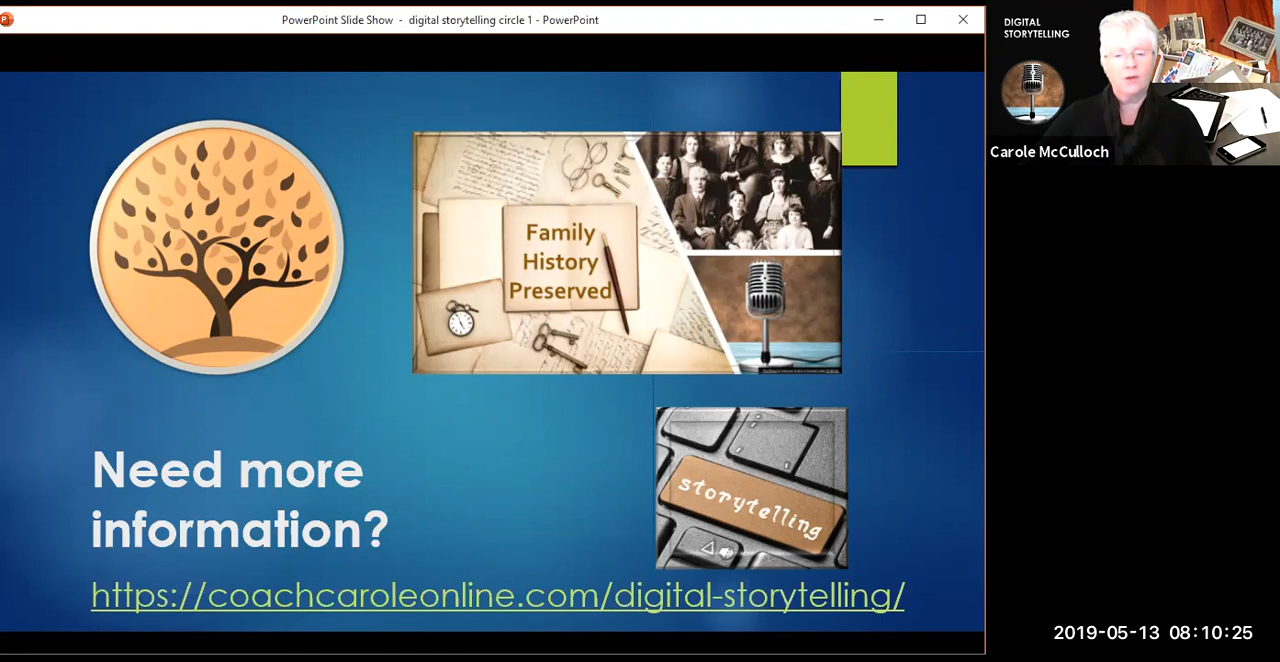 PowerPoint Slide Show - digital storytelling circle 1 - PowerPoint
DIGITAL
STORYTELLING
Carole McCulloch
Family
History
Preserved
storytelling
Need more
information?
https://coachcaroleonline.com/digital-storytelling/
2019-05-13 08:10:25